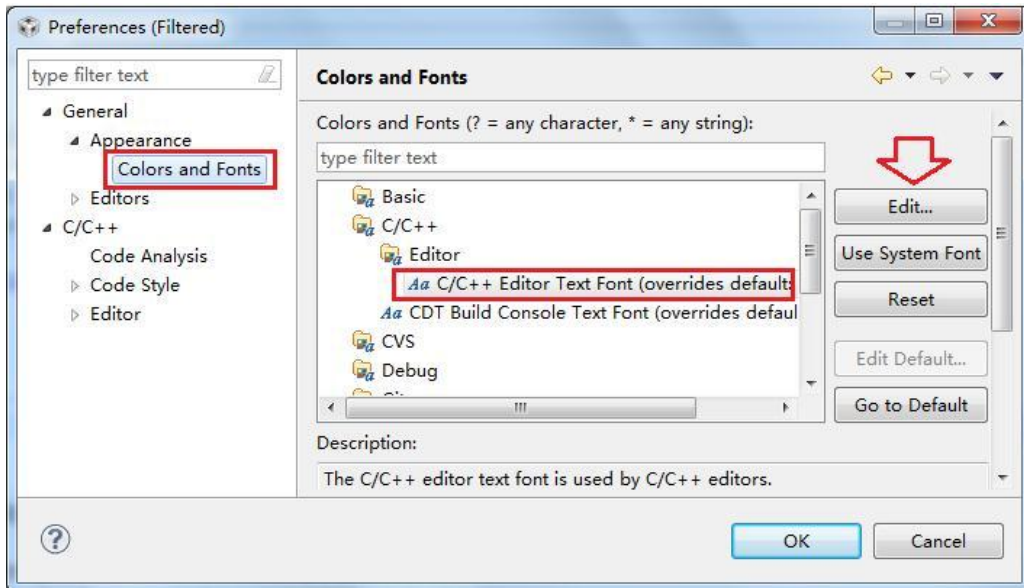 Preferences (Filtered)
type filter text
General
Appearance
Colors and Fonts
Editors
C/C++
Code Analysis
Code Style
Editor
Colors and Fonts
Colors and Fonts (? = any character, * = any string):
type filter text
Basic
C/C++
Editor
Aa C/C++ Editor Text Font (overrides default:
Aa CDT Build Console Text Font (overrides defaul
CVS
Debug
Edit...
Use System Font
Reset
Edit Default...
Go to Default
Description:
The C/C++ editor text font is used by C/C++ editors.
OK
Cancel